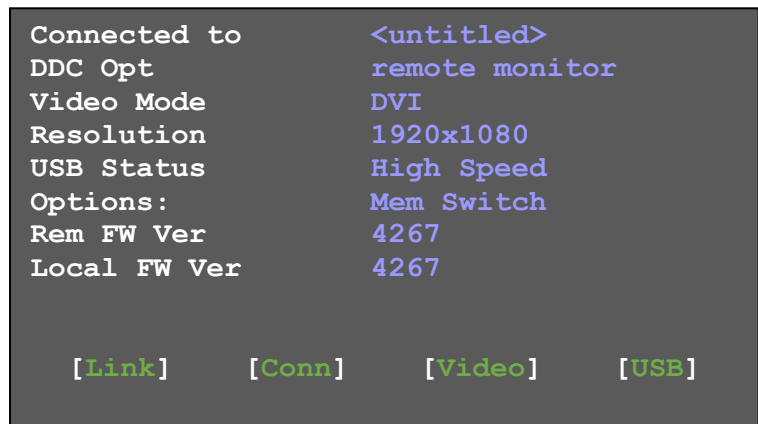 Connected to <untitled>
DDC Opt remote monitor
Video Mode DVI
Resolution 1920x1080
USB Status High Speed
Options: Mem Switch
Rem FW Ver 4267
Local FW Ver 4267
[Link] [Conn] [Video] [USB]